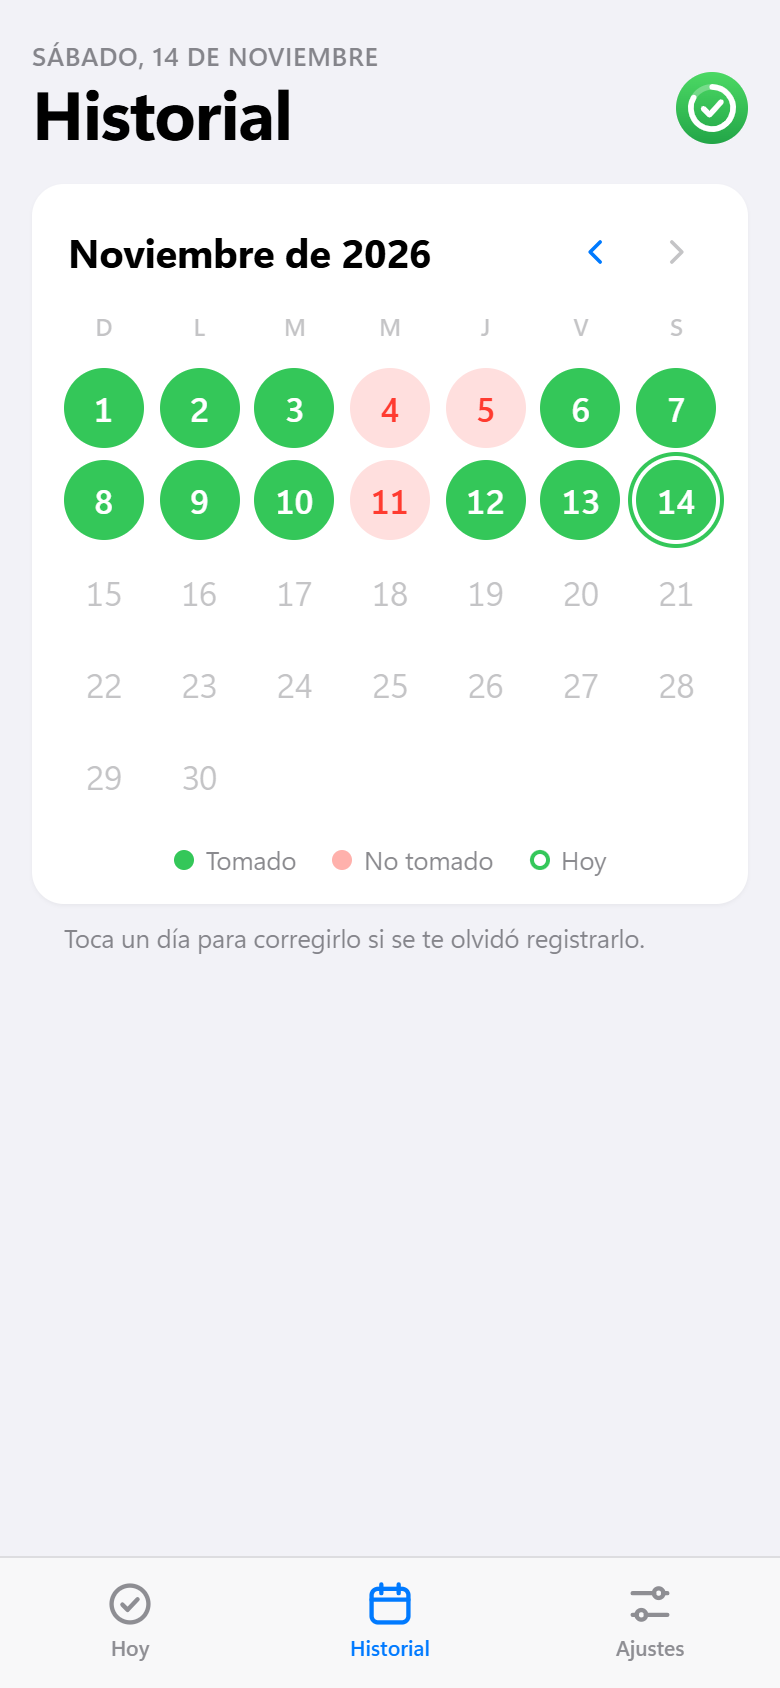 SÁBADO, 14 DE NOVIEMBRE
Historial
Noviembre de 2026
D L M M J V S
1 2 3 4 5 6 7
8 9 10 11 12 13 14
15 16 17 18 19 20 21
22 23 24 25 26 27 28
29 30
Tomado No tomado Hoy
Toca un día para corregirlo si se te olvidó registrarlo.
Hoy Historial Ajustes